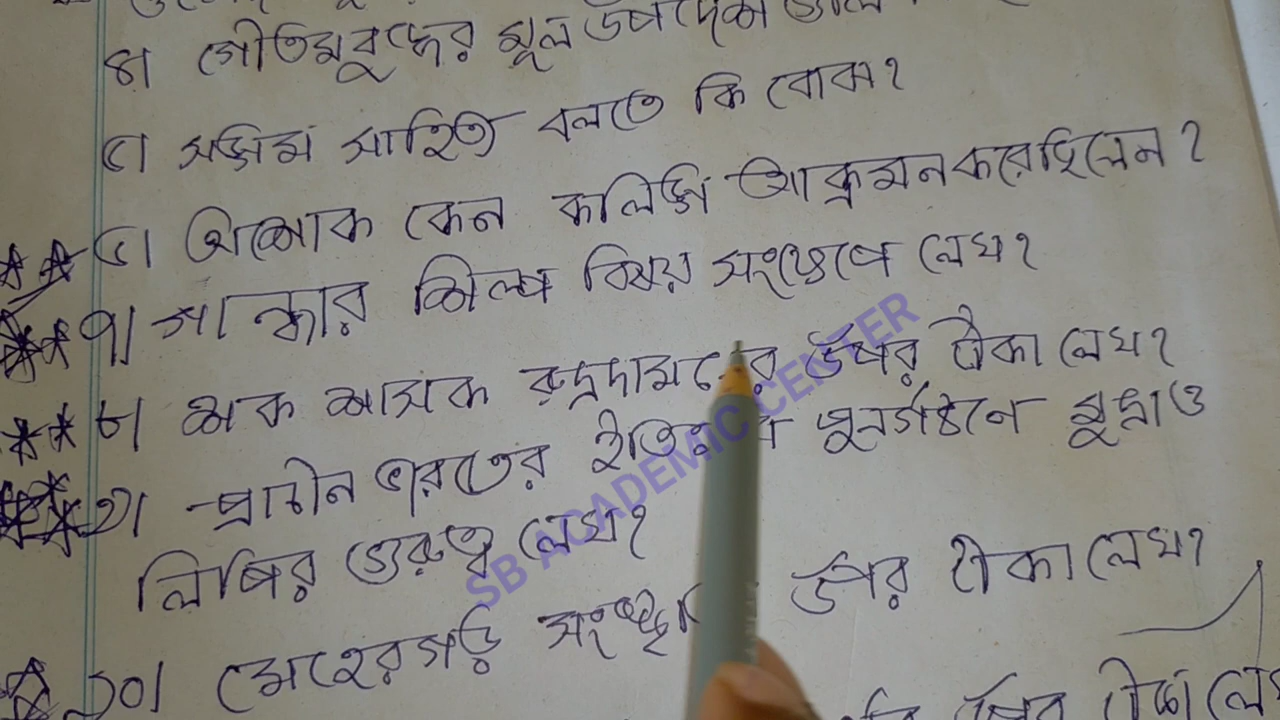 ৪। গৌতমবুদ্ধের মূল উপদেশ গুলি
৫। সঙ্গম সাহিত্য বলতে কি বোঝ?
৬। অশোক কেন কলিঙ্গ আক্রমন করেছিলেন?
৭। গান্ধার শিল্প বিষয় সংক্ষেপে লেখ?
৮। শক শাসক রুদ্রদামনের উপর টীকা লেখ?
৯। প্রাচীন ভারতের পুনর্গঠনে মুদ্রা ও
লিপির গুরুত্ব লেখ?
১০। মেহেরগড় উপর টীকা লেখ?
উপর টীকা
SB ACADEMIC CENTER